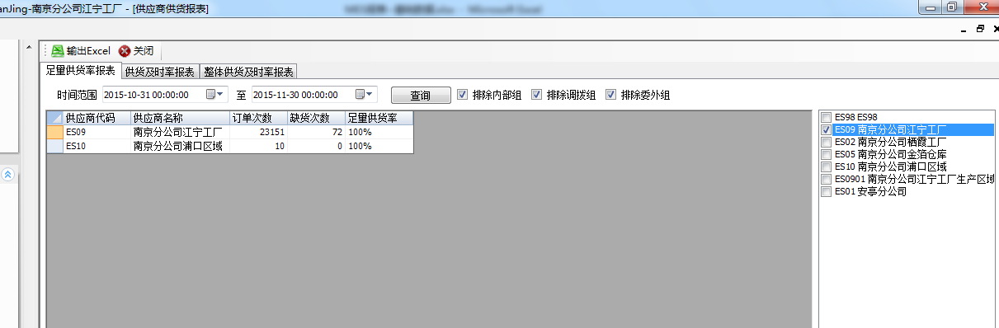 anJing-南京分公司江宁工厂 - [供应商供货报表]
输出Excel 关闭
足量供货率报表 供货及时率报表 整体供货及时率报表
时间范围 2015-10-31 00:00:00 至 2015-11-30 00:00:00 查询 排除内部组 排除调拨组 排除委外组
供应商代码 供应商名称 订单次数 缺货次数 足量供货率
ES09 南京分公司江宁工厂 23151 72 100%
ES10 南京分公司浦口区域 10 0 100%
ES98 ES98
ES09 南京分公司江宁工厂
ES02 南京分公司栖霞工厂
ES05 南京分公司金箔仓库
ES10 南京分公司浦口区域
ES0901 南京分公司江宁工厂生产区域
ES01 安亭分公司